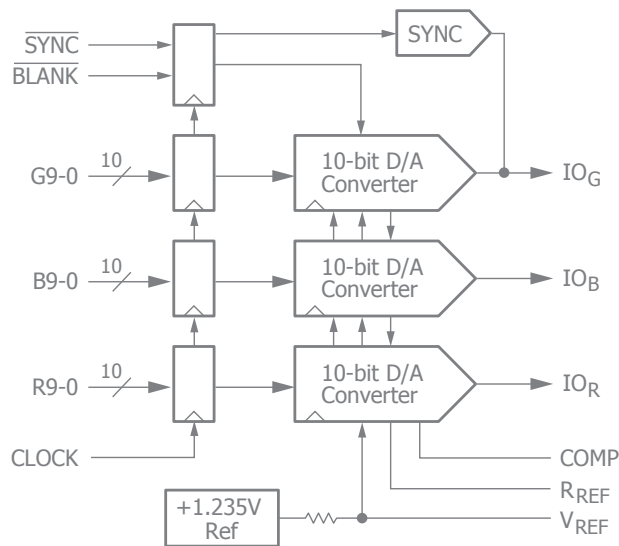 SYNC
SYNC
BLANK
G9-0
10
10-bit D/A
Converter
IOG
B9-0
10
10-bit D/A
Converter
IOB
R9-0
10
10-bit D/A
Converter
IOR
CLOCK
COMP
RREF
+1.235V
Ref
VREF